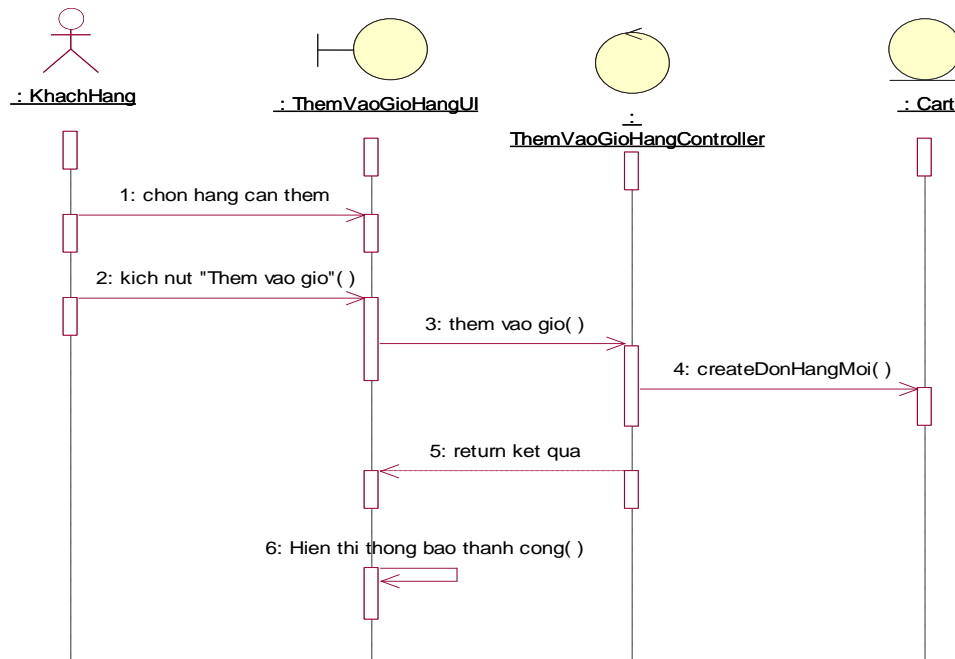 : KhachHang
: ThemVaoGioHangUI
:
ThemVaoGioHangController
: Cart
1: chon hang can them
2: kich nut "Them vao gio"( )
3: them vao gio( )
4: createDonHangMoi( )
5: return ket qua
6: Hien thi thong bao thanh cong( )